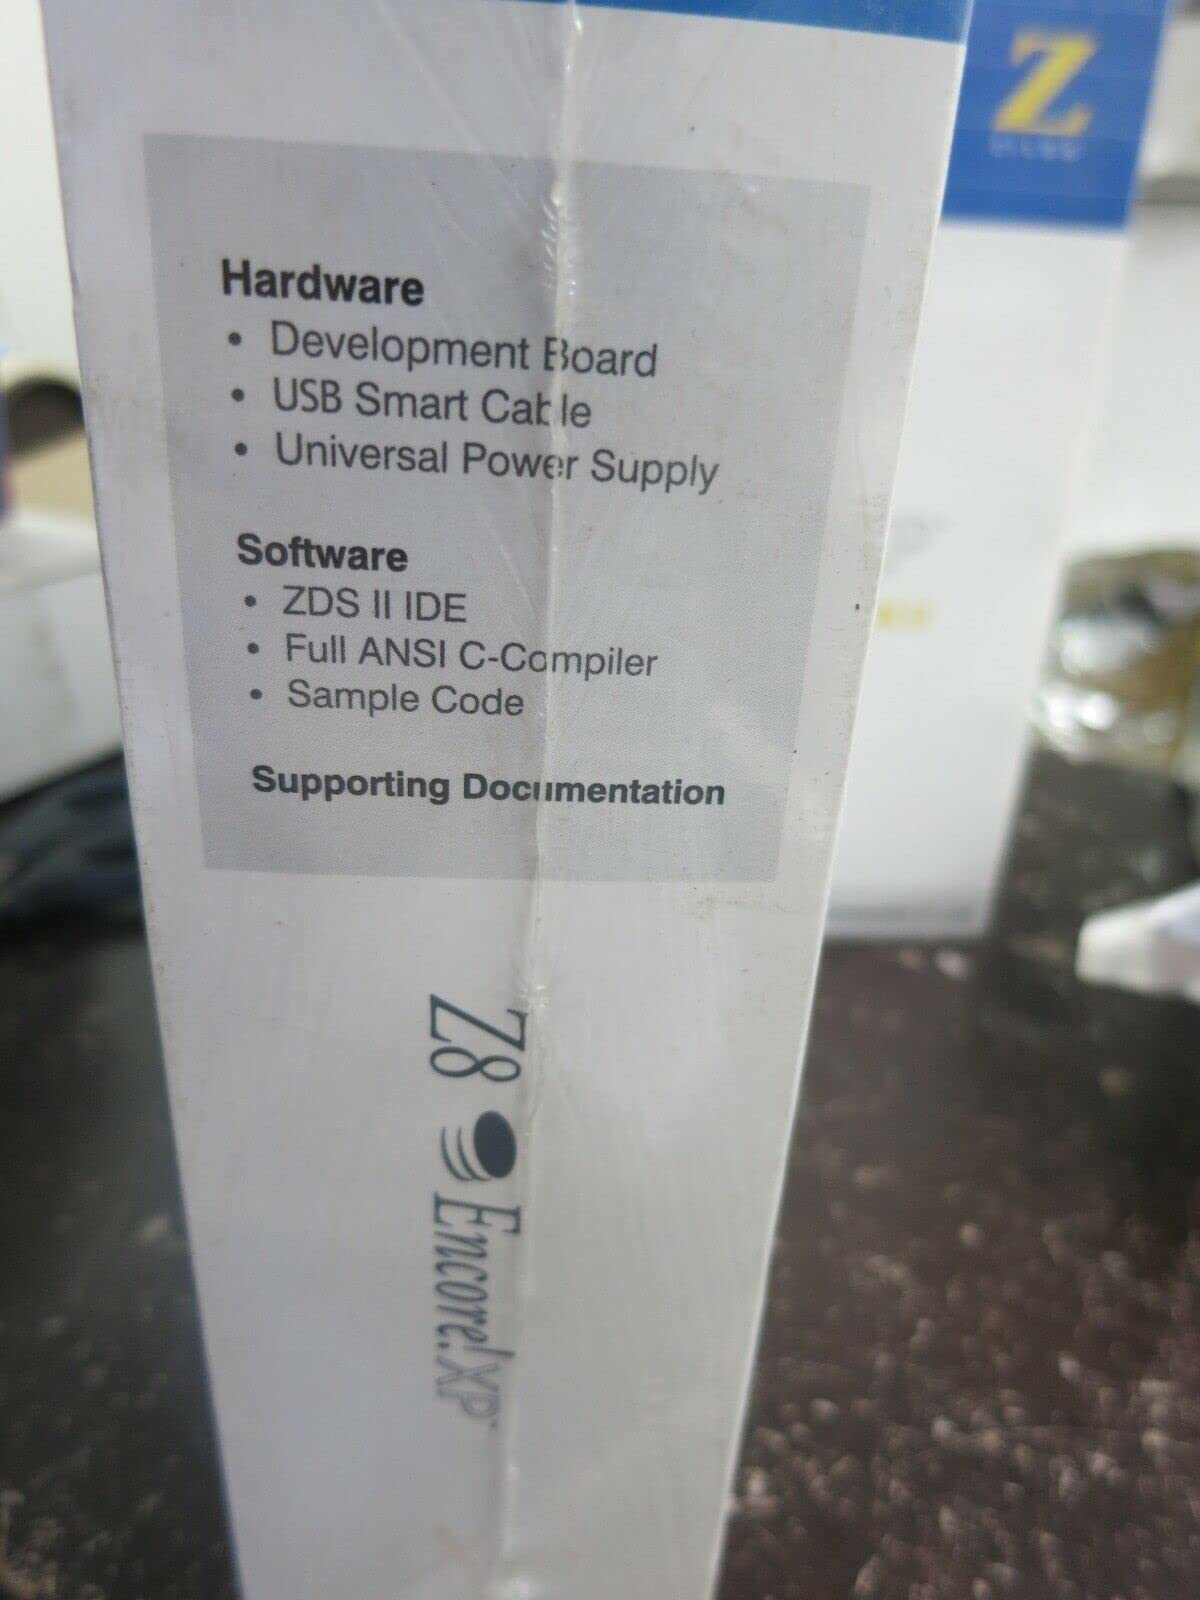 Hardware
• Development Board
• USB Smart Cable
• Universal Power Supply
Software
• ZDS II IDE
• Full ANSI C-Compiler
• Sample Code
Supporting Documentation
Z8 Encore! XP
Z